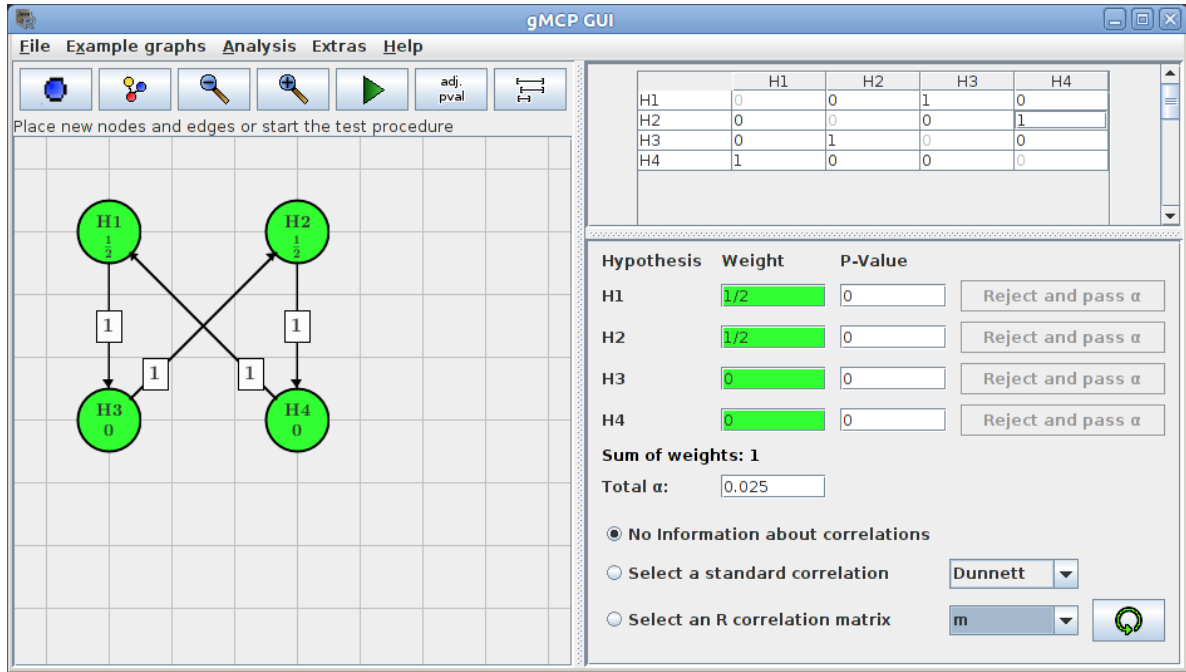 gMCP GUI
File Example graphs Analysis Extras Help
adj.
pval
Place new nodes and edges or start the test procedure
H1 H2 H3 H4
H1 0 0 1 0
H2 0 0 0 1
H3 0 1 0 0
H4 1 0 0 0
H1 H2
1/2 1/2
1 1
1 1
H3 H4
0 0
Hypothesis Weight P-Value
H1 1/2 0 Reject and pass α
H2 1/2 0 Reject and pass α
H3 0 0 Reject and pass α
H4 0 0 Reject and pass α
Sum of weights: 1
Total α: 0.025
No Information about correlations
Select a standard correlation Dunnett
Select an R correlation matrix m